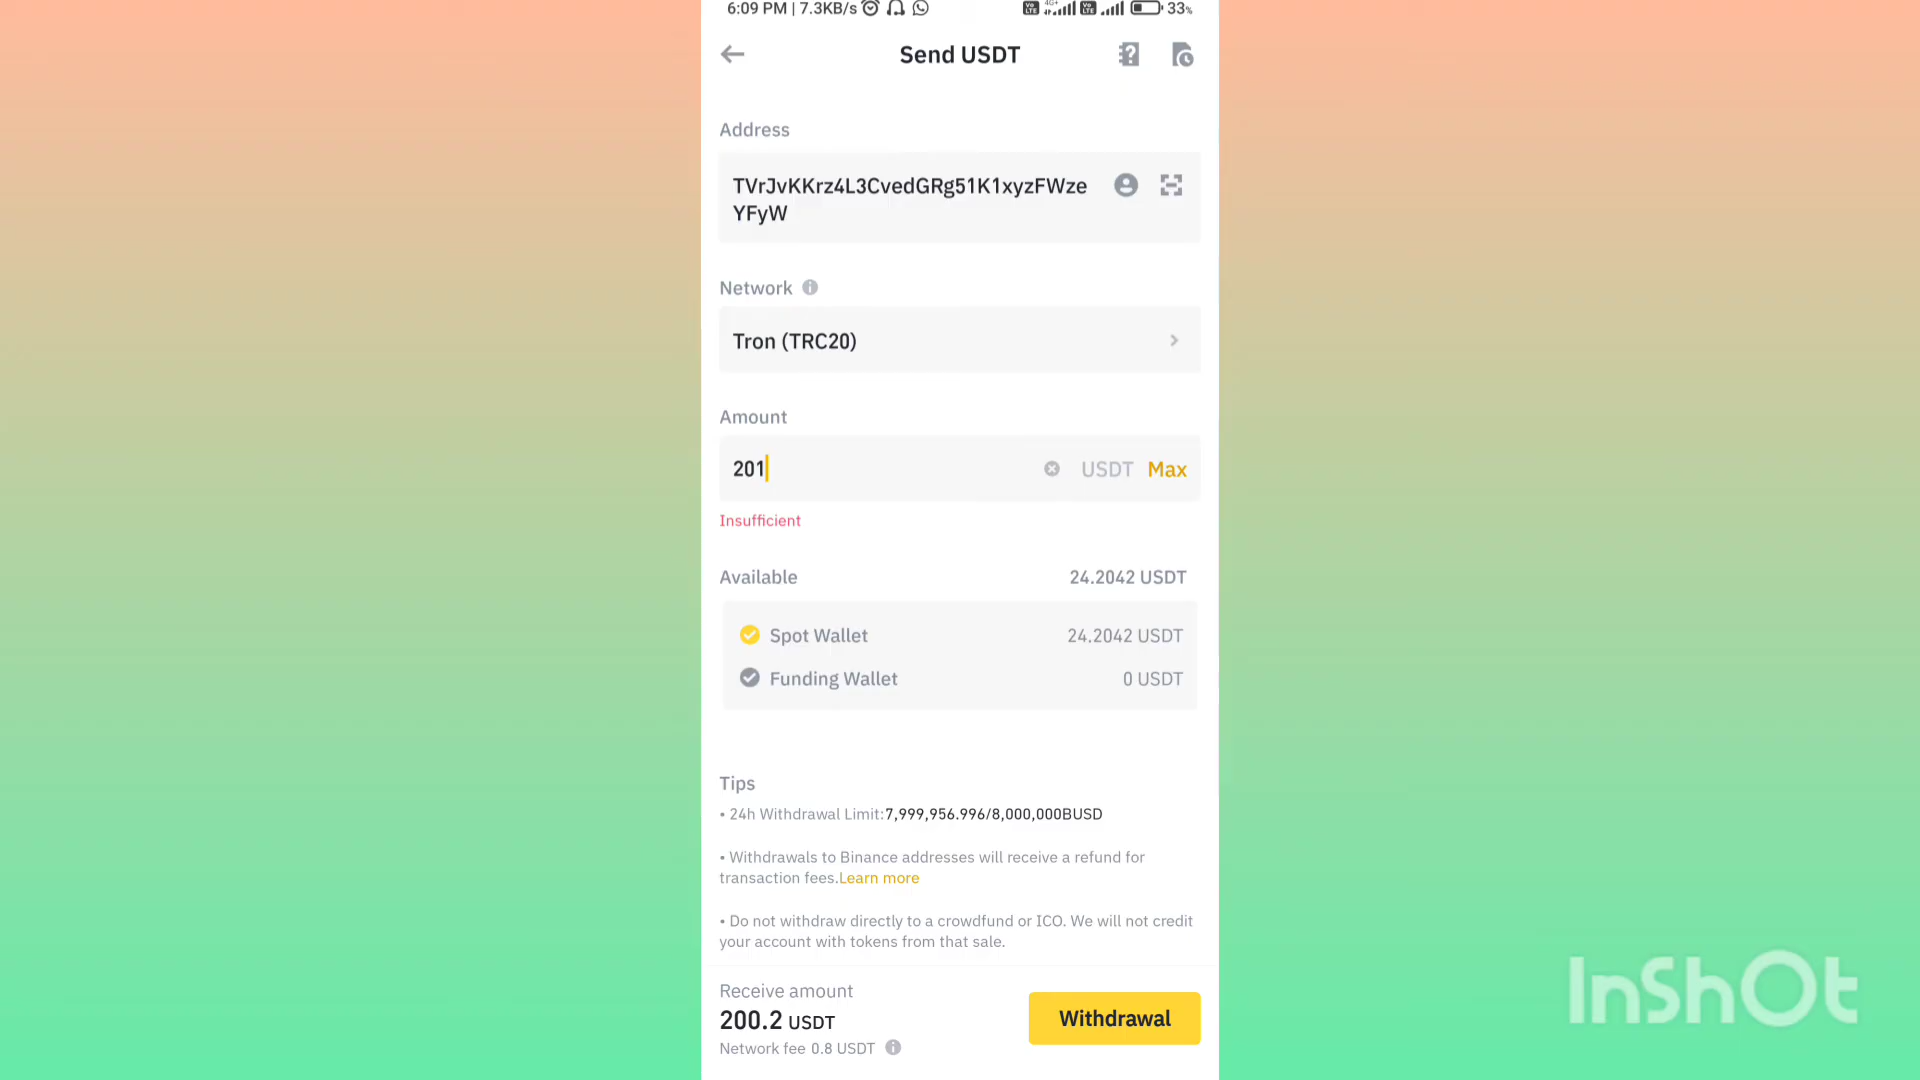 6:09 PM | 7.3KB/s
4G+
33%
Send USDT
Address
TVrJvKKrz4L3CvedGRg51K1xyzFWze
YFyW
Network
Tron (TRC20)
Amount
201 USDT Max
Insufficient
Available 24.2042 USDT
Spot Wallet 24.2042 USDT
Funding Wallet 0 USDT
Tips
• 24h Withdrawal Limit:7,999,956.996/8,000,000BUSD
• Withdrawals to Binance addresses will receive a refund for
transaction fees.Learn more
• Do not withdraw directly to a crowdfund or ICO. We will not credit
your account with tokens from that sale.
Receive amount
200.2 USDT
Withdrawal
Network fee 0.8 USDT
InShOt